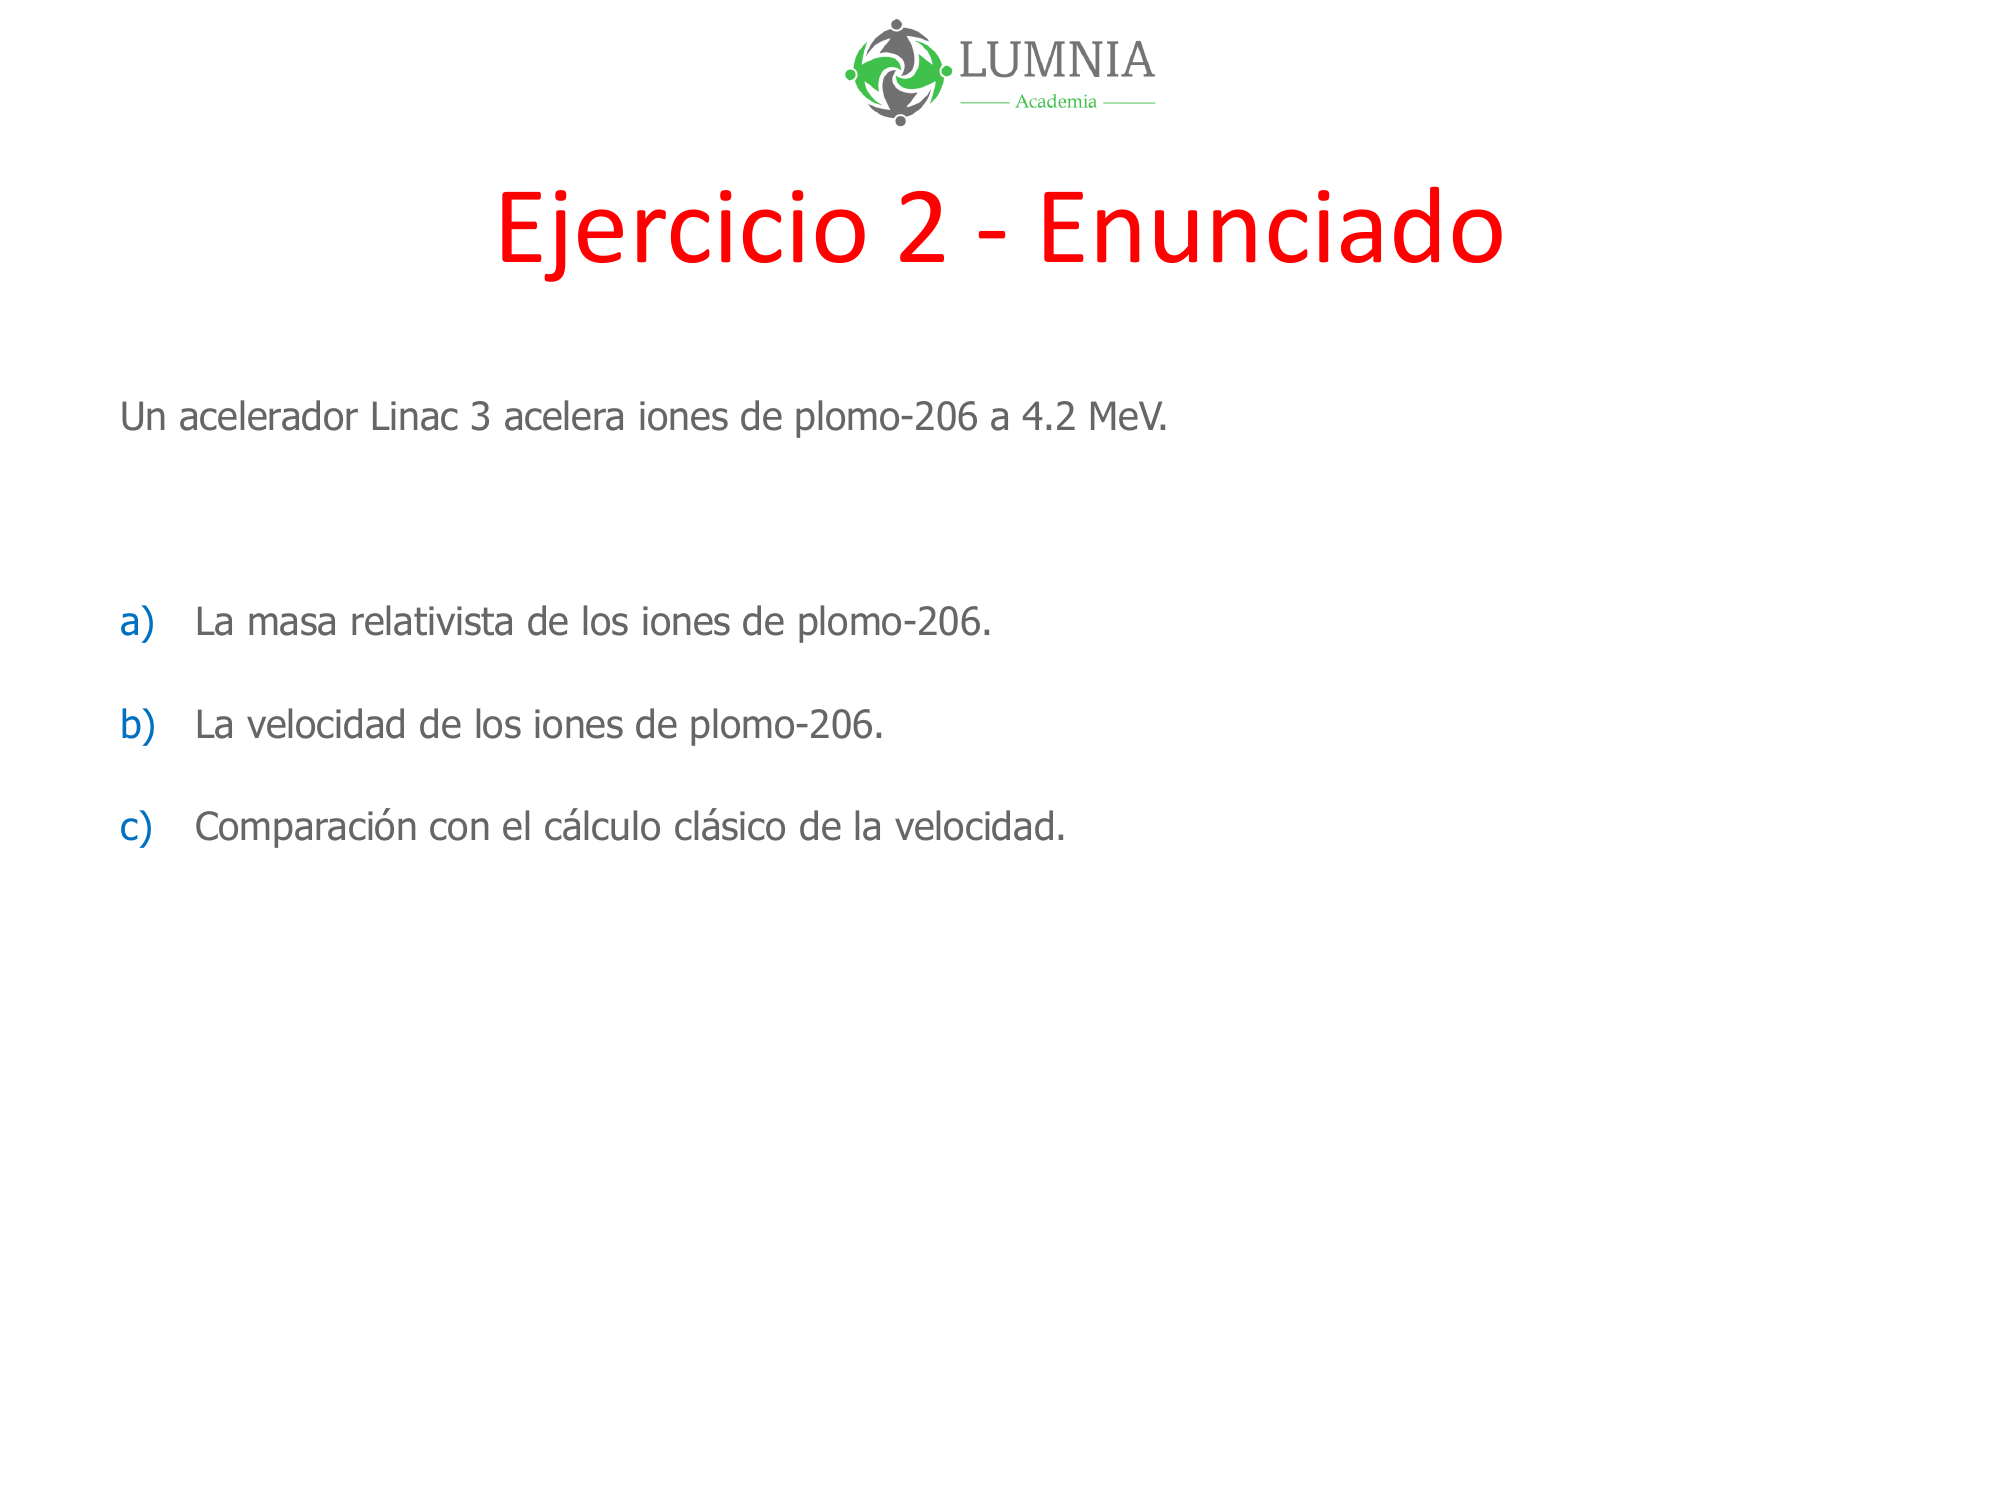 LUMNIA
Academia
Ejercicio 2 - Enunciado
Un acelerador Linac 3 acelera iones de plomo-206 a 4.2 MeV.
a) La masa relativista de los iones de plomo-206.
b) La velocidad de los iones de plomo-206.
c) Comparación con el cálculo clásico de la velocidad.